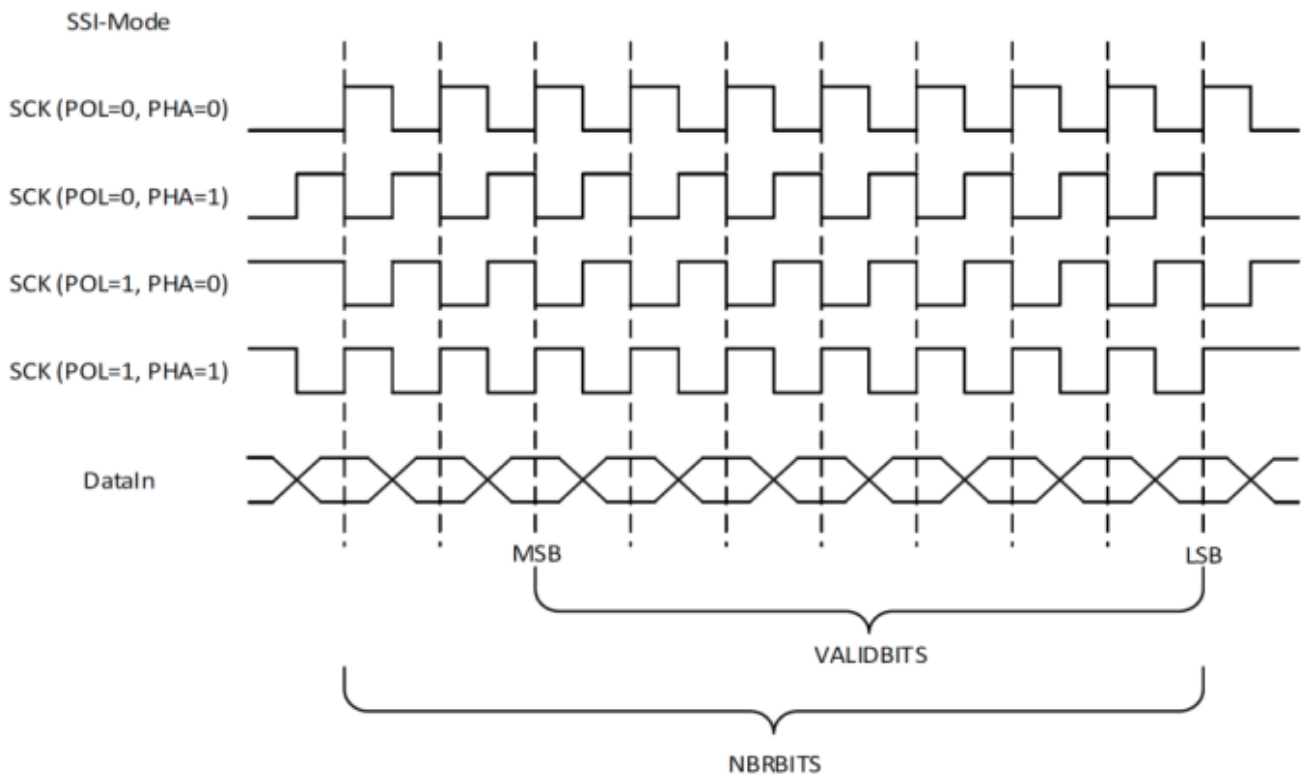 SSI-Mode
SCK (POL=0, PHA=0)
SCK (POL=0, PHA=1)
SCK (POL=1, PHA=0)
SCK (POL=1, PHA=1)
DataIn
MSB LSB
VALIDBITS
NBRBITS